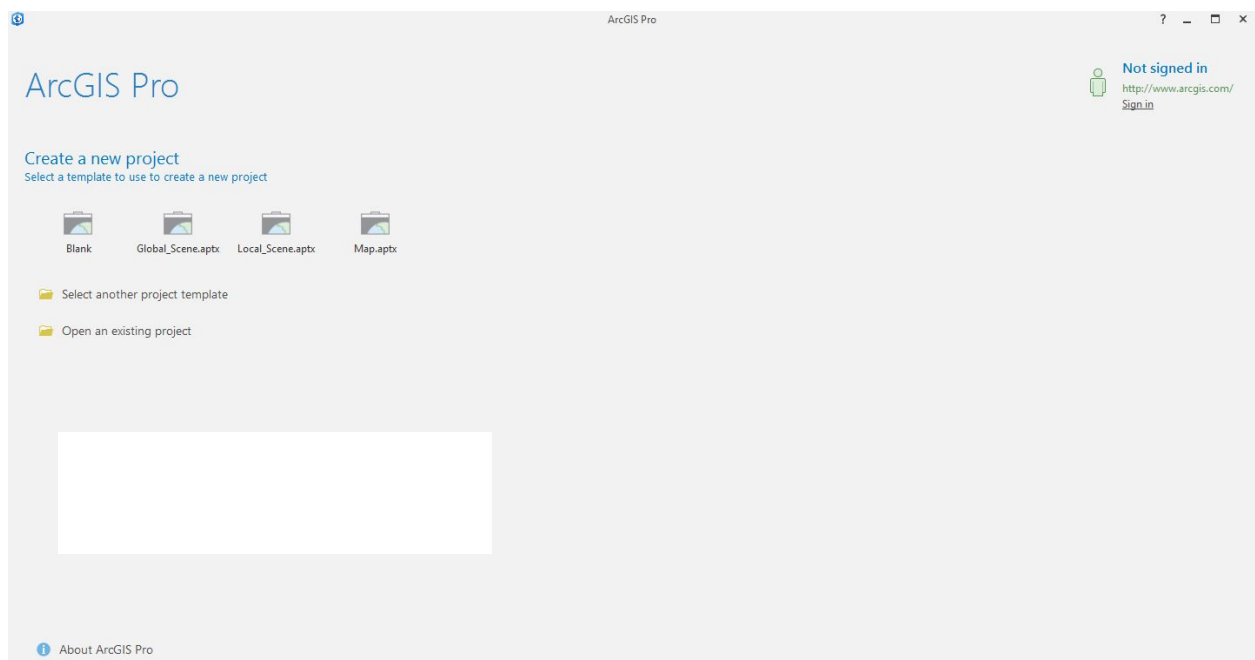 ArcGIS Pro
? 
ArcGIS Pro
Not signed in
http://www.arcgis.com/
Sign in
Create a new project
Select a template to use to create a new project
Blank Global_Scene.aptx Local_Scene.aptx Map.aptx
Select another project template
Open an existing project
About ArcGIS Pro